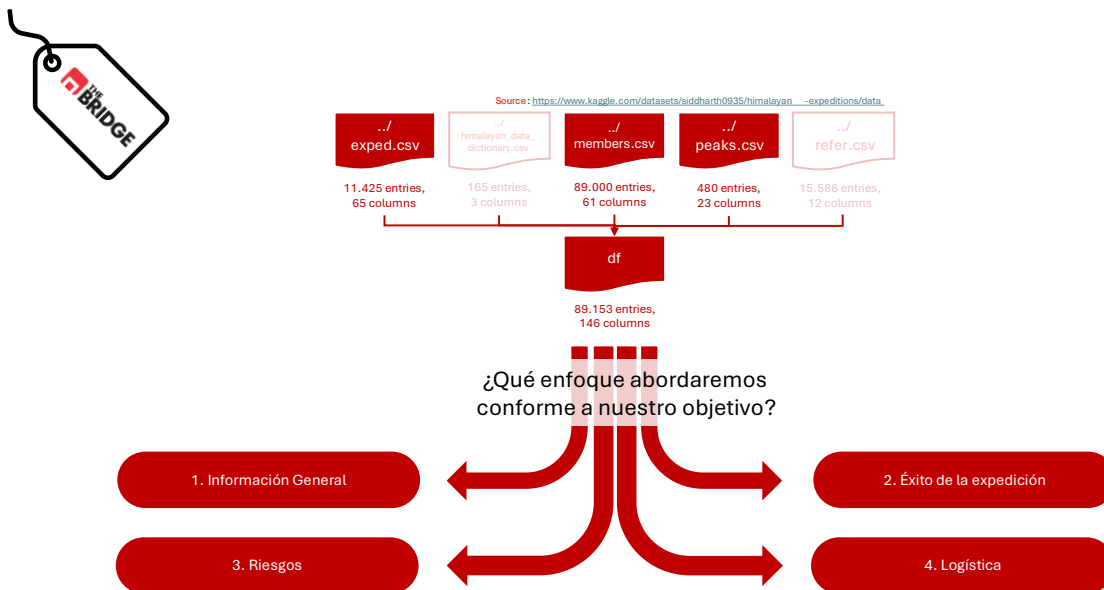 THE
BRIDGE
Source: https://www.kaggle.com/datasets/siddharth0935/himalayan -expeditions/data
../
exped.csv
../
himalayan_data_
dictionary.csv
../
members.csv
../
peaks.csv
../
refer.csv
11.425 entries,
65 columns
165 entries,
3 columns
89.000 entries,
61 columns
480 entries,
23 columns
15.586 entries,
12 columns
df
89.153 entries,
146 columns
¿Qué enfoque abordaremos
conforme a nuestro objetivo?
1. Información General
2. Éxito de la expedición
3. Riesgos
4. Logística